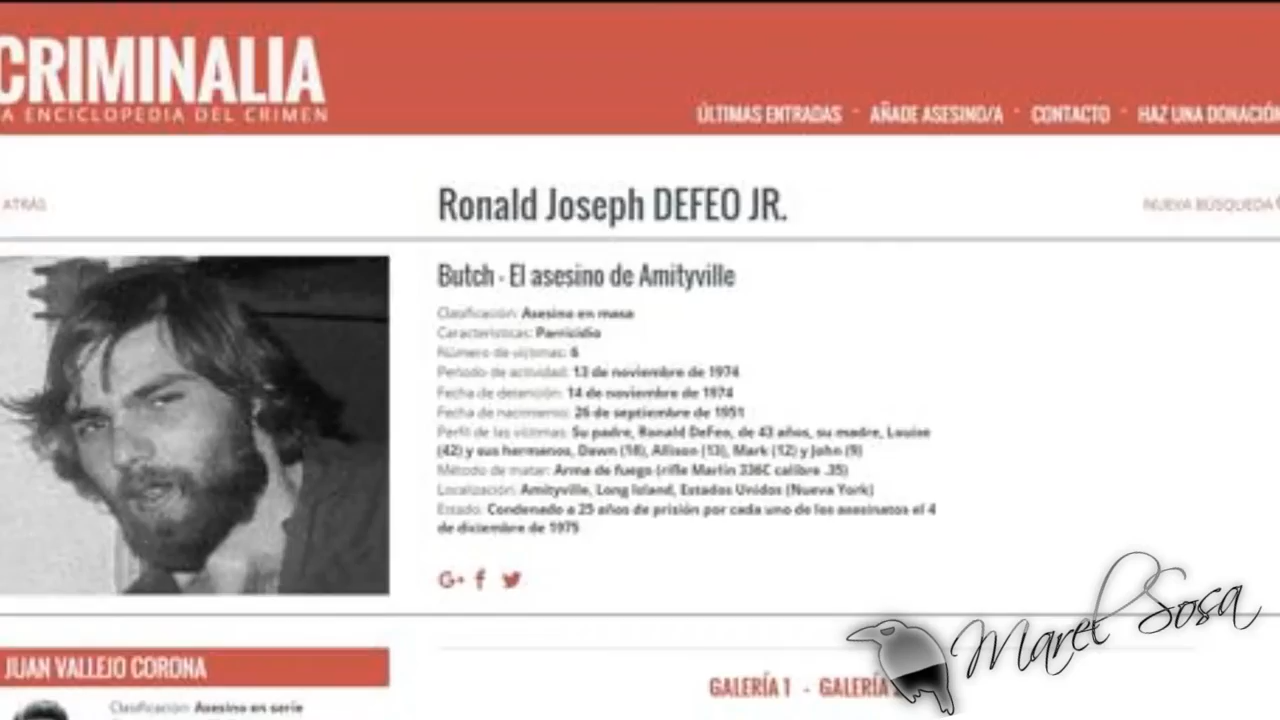 CRIMINALIA
A ENCICLOPEDIA DEL CRIMEN
ÚLTIMAS ENTRADAS - AÑADE ASESINO/A - CONTACTO - HAZ UNA DONACIÓN
ATRÁS
Ronald Joseph DEFEO JR.
NUEVA BÚSQUEDA
Butch - El asesino de Amityville
Clasificación: Asesino en masa
Características: Parricidio
Número de víctimas: 6
Periodo de actividad: 13 de noviembre de 1974
Fecha de detención: 14 de noviembre de 1974
Fecha de nacimiento: 26 de septiembre de 1951
Perfil de las víctimas: Su padre, Ronald DeFeo, de 43 años, su madre, Louise
(42) y sus hermanos, Dawn (18), Allison (13), Mark (12) y John (9)
Método de matar: Arma de fuego (rifle Martin 336C calibre .35)
Localización: Amityville, Long Island, Estados Unidos (Nueva York)
Estado: Condenado a 25 años de prisión por cada uno de los asesinatos el 4
de diciembre de 1975
G+ f
Marel Sosa
JUAN VALLEJO CORONA
GALERÍA 1 - GALERÍA
Clasificación: Asesino en serie